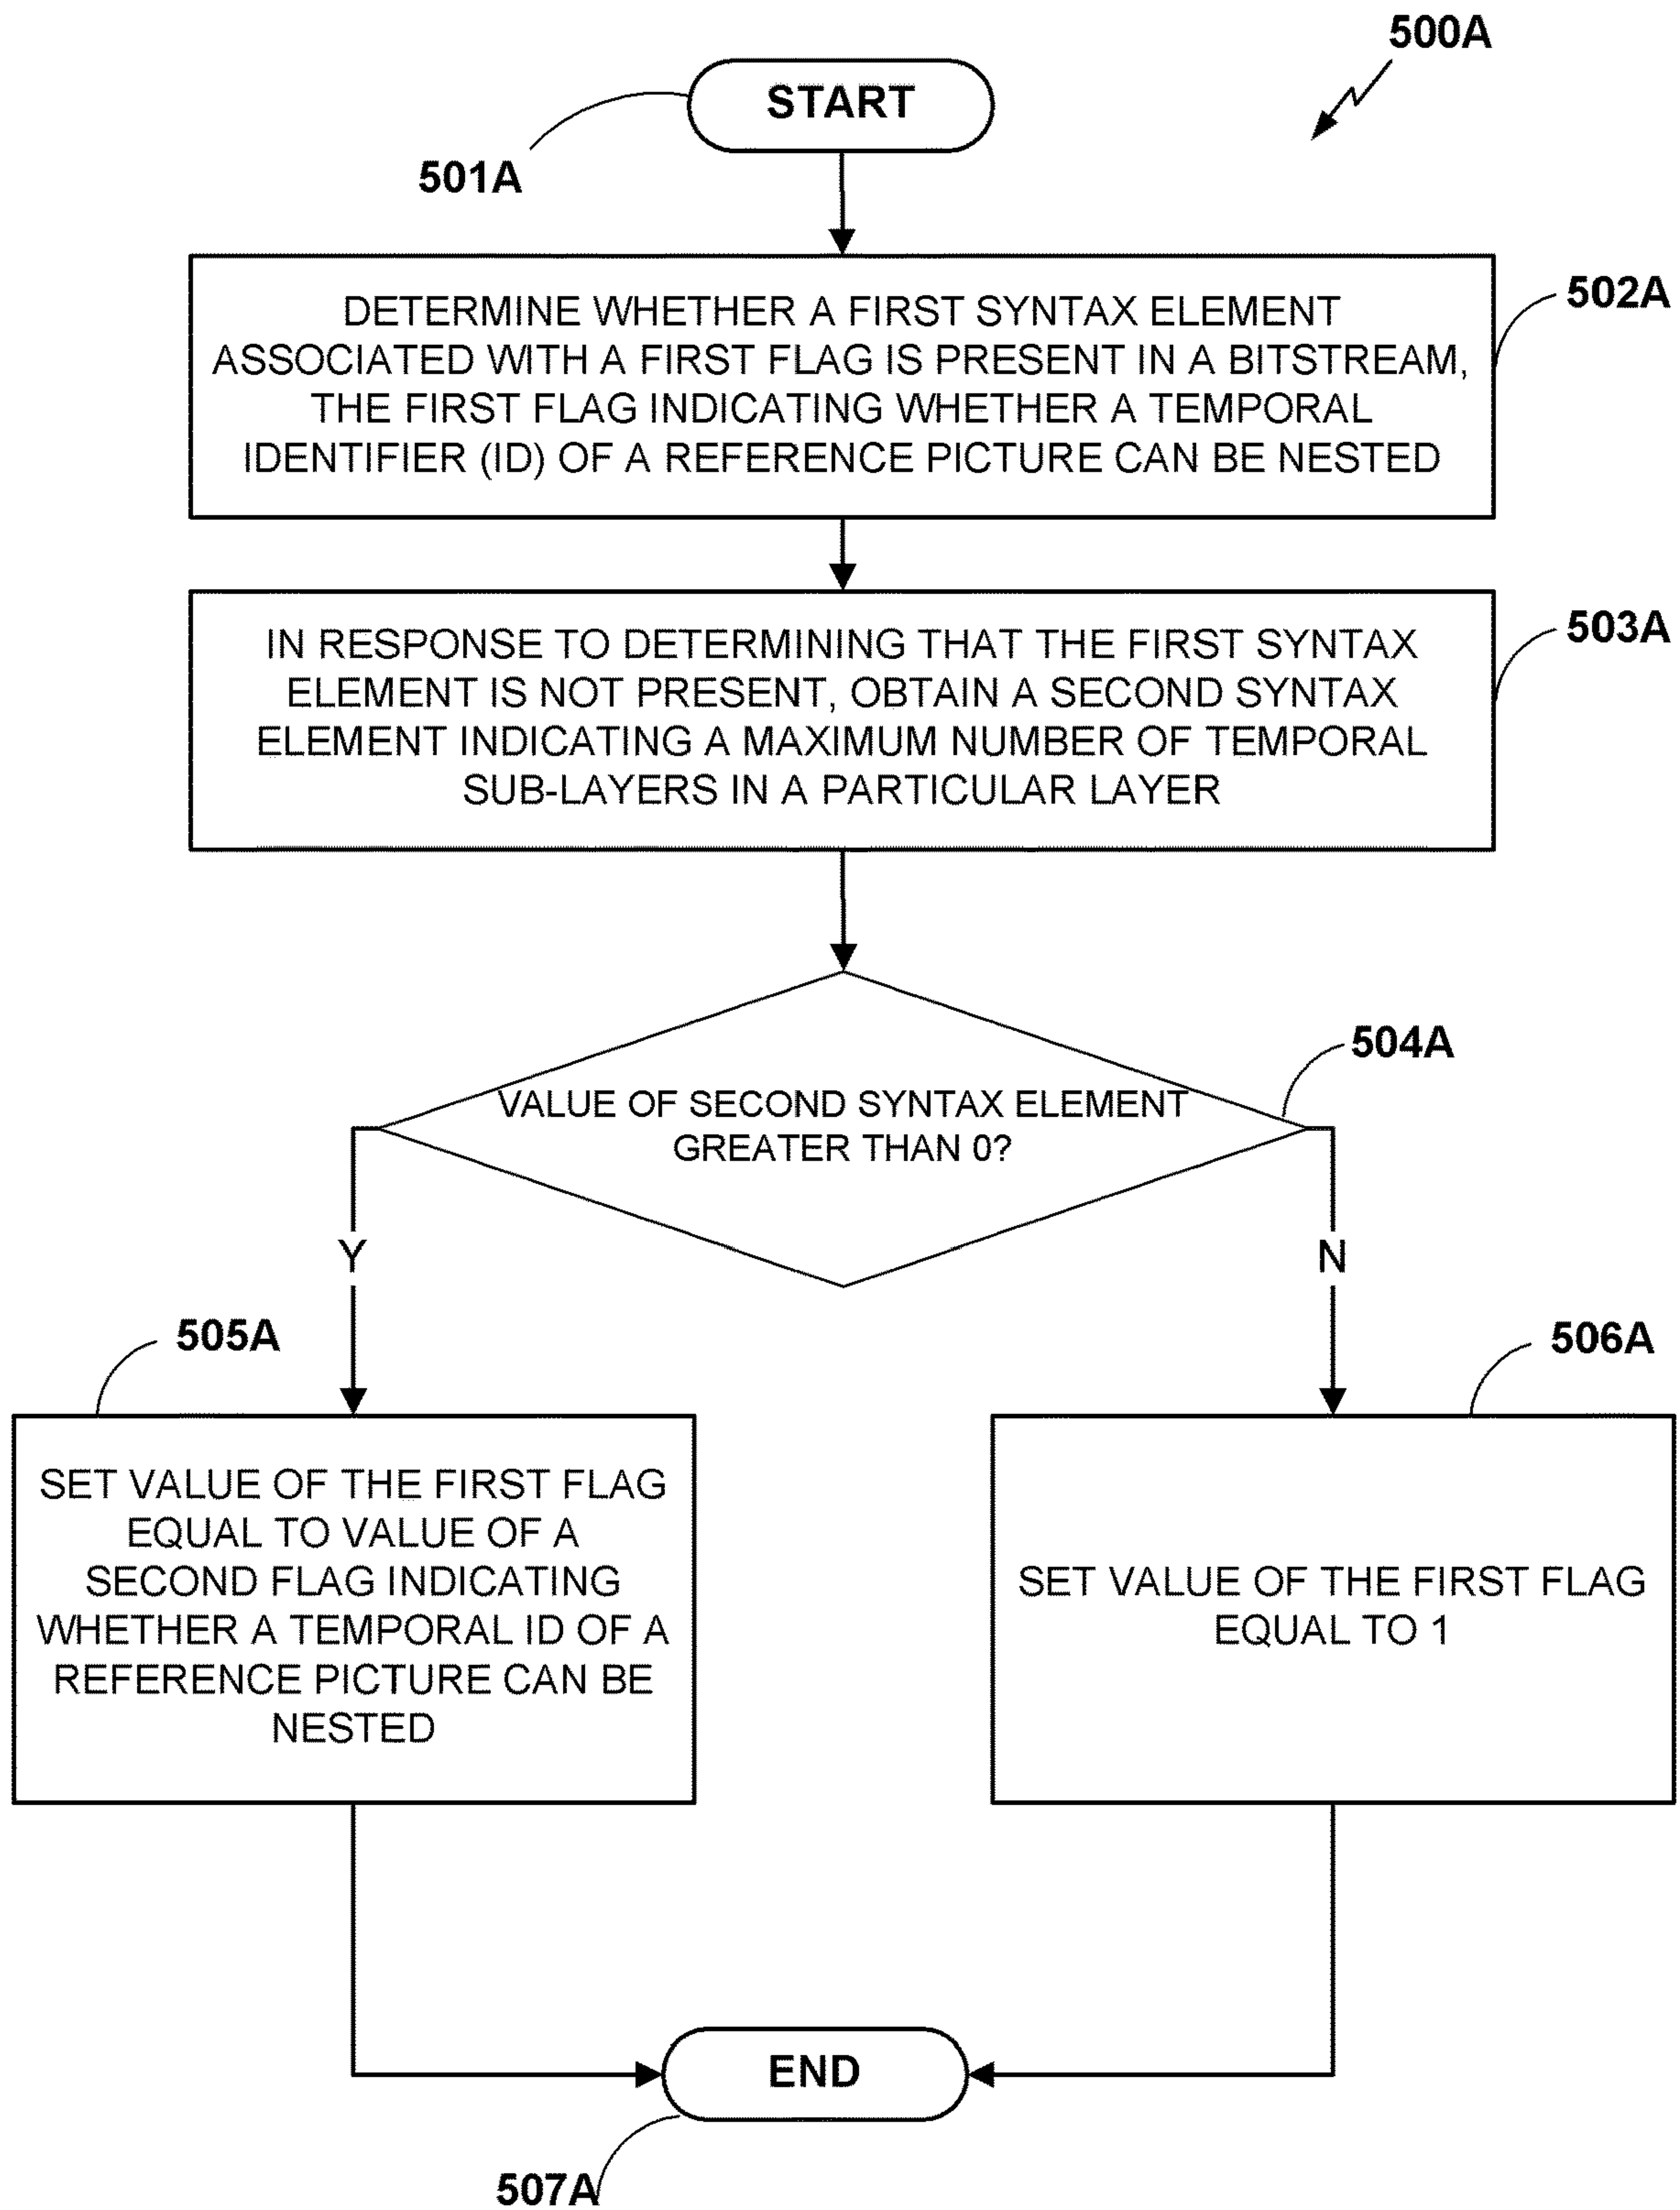 500A
START
501A
502A
DETERMINE WHETHER A FIRST SYNTAX ELEMENT
ASSOCIATED WITH A FIRST FLAG IS PRESENT IN A BITSTREAM,
THE FIRST FLAG INDICATING WHETHER A TEMPORAL
IDENTIFIER (ID) OF A REFERENCE PICTURE CAN BE NESTED
503A
IN RESPONSE TO DETERMINING THAT THE FIRST SYNTAX
ELEMENT IS NOT PRESENT, OBTAIN A SECOND SYNTAX
ELEMENT INDICATING A MAXIMUM NUMBER OF TEMPORAL
SUB-LAYERS IN A PARTICULAR LAYER
504A
VALUE OF SECOND SYNTAX ELEMENT
GREATER THAN 0?
Y
N
505A
SET VALUE OF THE FIRST FLAG
EQUAL TO VALUE OF A
SECOND FLAG INDICATING
WHETHER A TEMPORAL ID OF A
REFERENCE PICTURE CAN BE
NESTED
506A
SET VALUE OF THE FIRST FLAG
EQUAL TO 1
END
507A